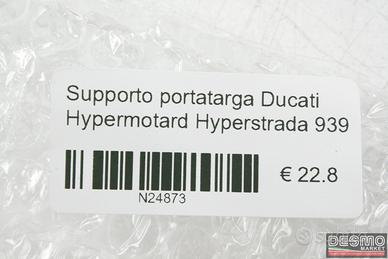 Supporto portatarga Ducati
Hypermotard Hyperstrada 939
€ 22.8
N24873
DESMO
MARKET